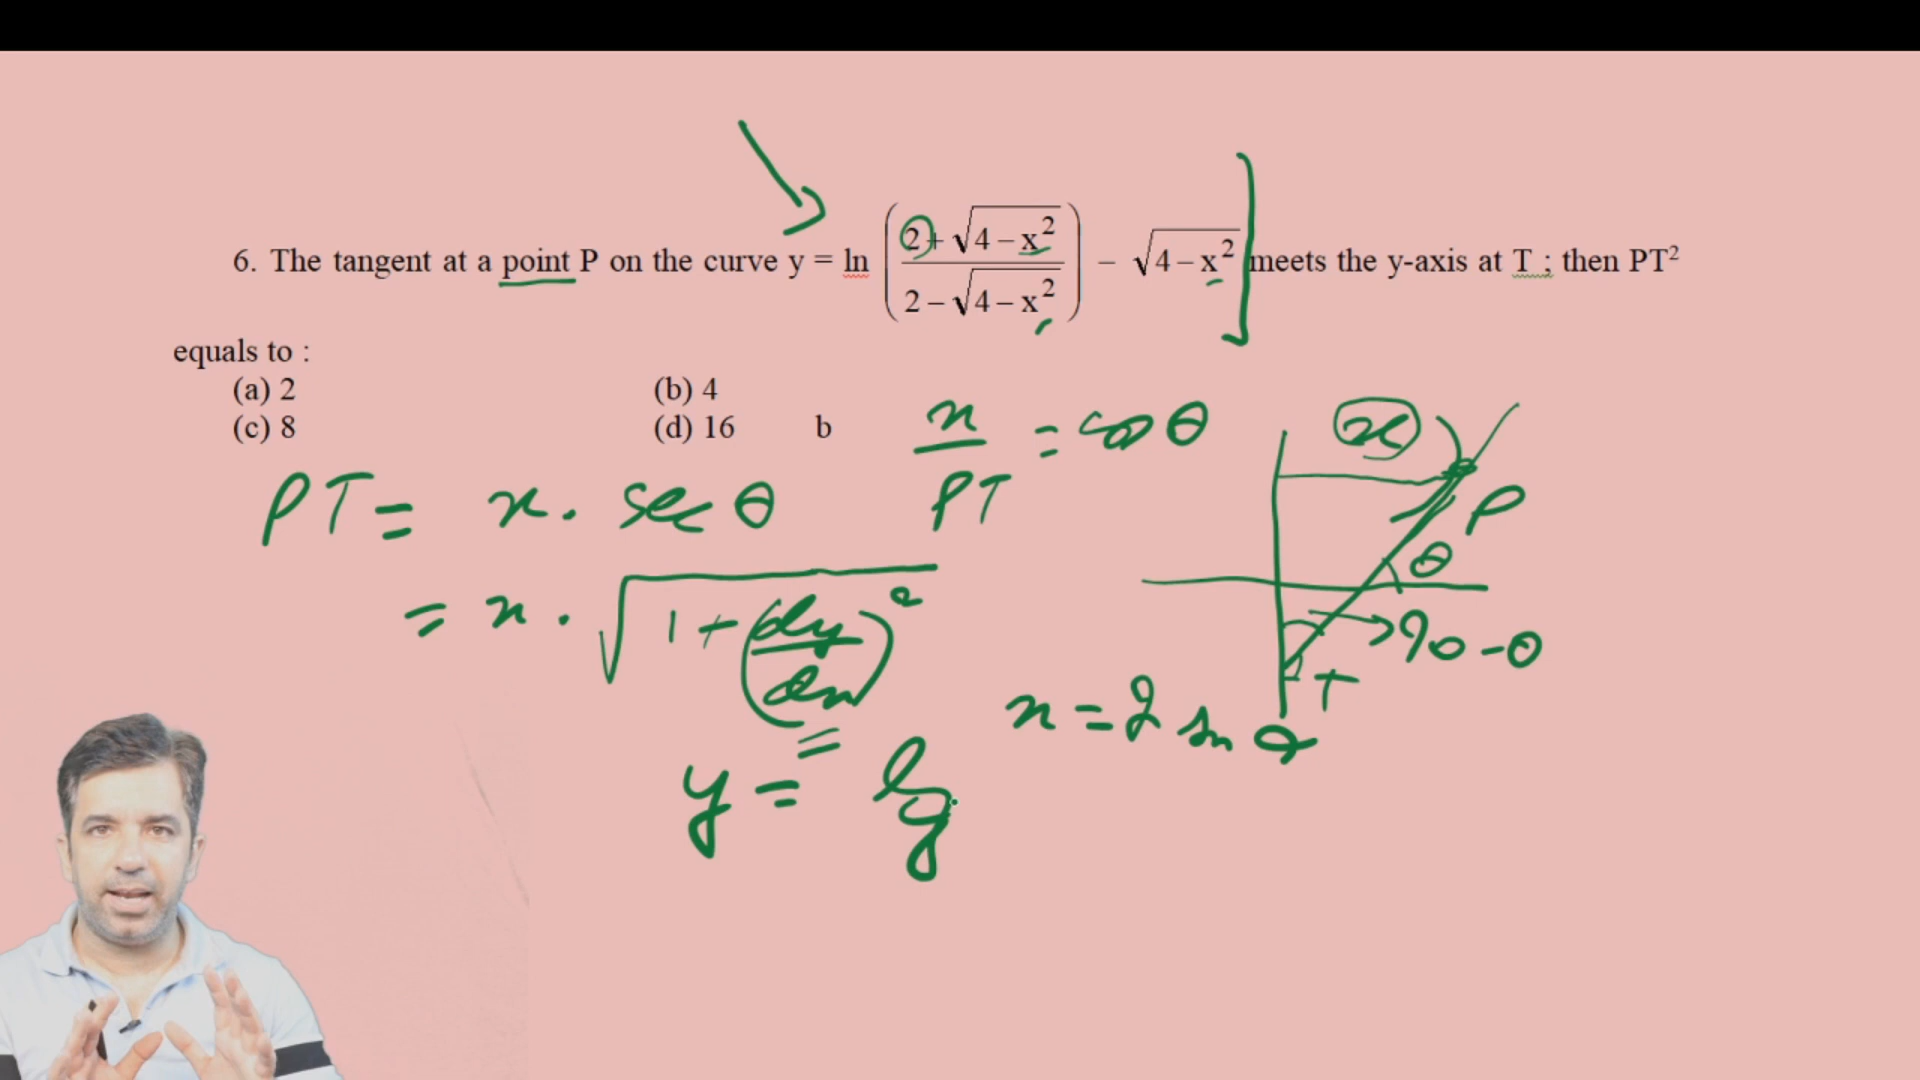 6. The tangent at a point P on the curve y = ln ( (2 + √(4 – x²)) / (2 – √(4 – x²)) ) – √(4 – x²) meets the y-axis at T ; then PT²
equals to :
(a) 2 (b) 4
(c) 8 (d) 16 b
x/PT = cos θ
PT = x. sec θ
= x. √(1 + (dy/dx)²)
x
P
θ
90 - θ
T
x = 2 sin
y = log